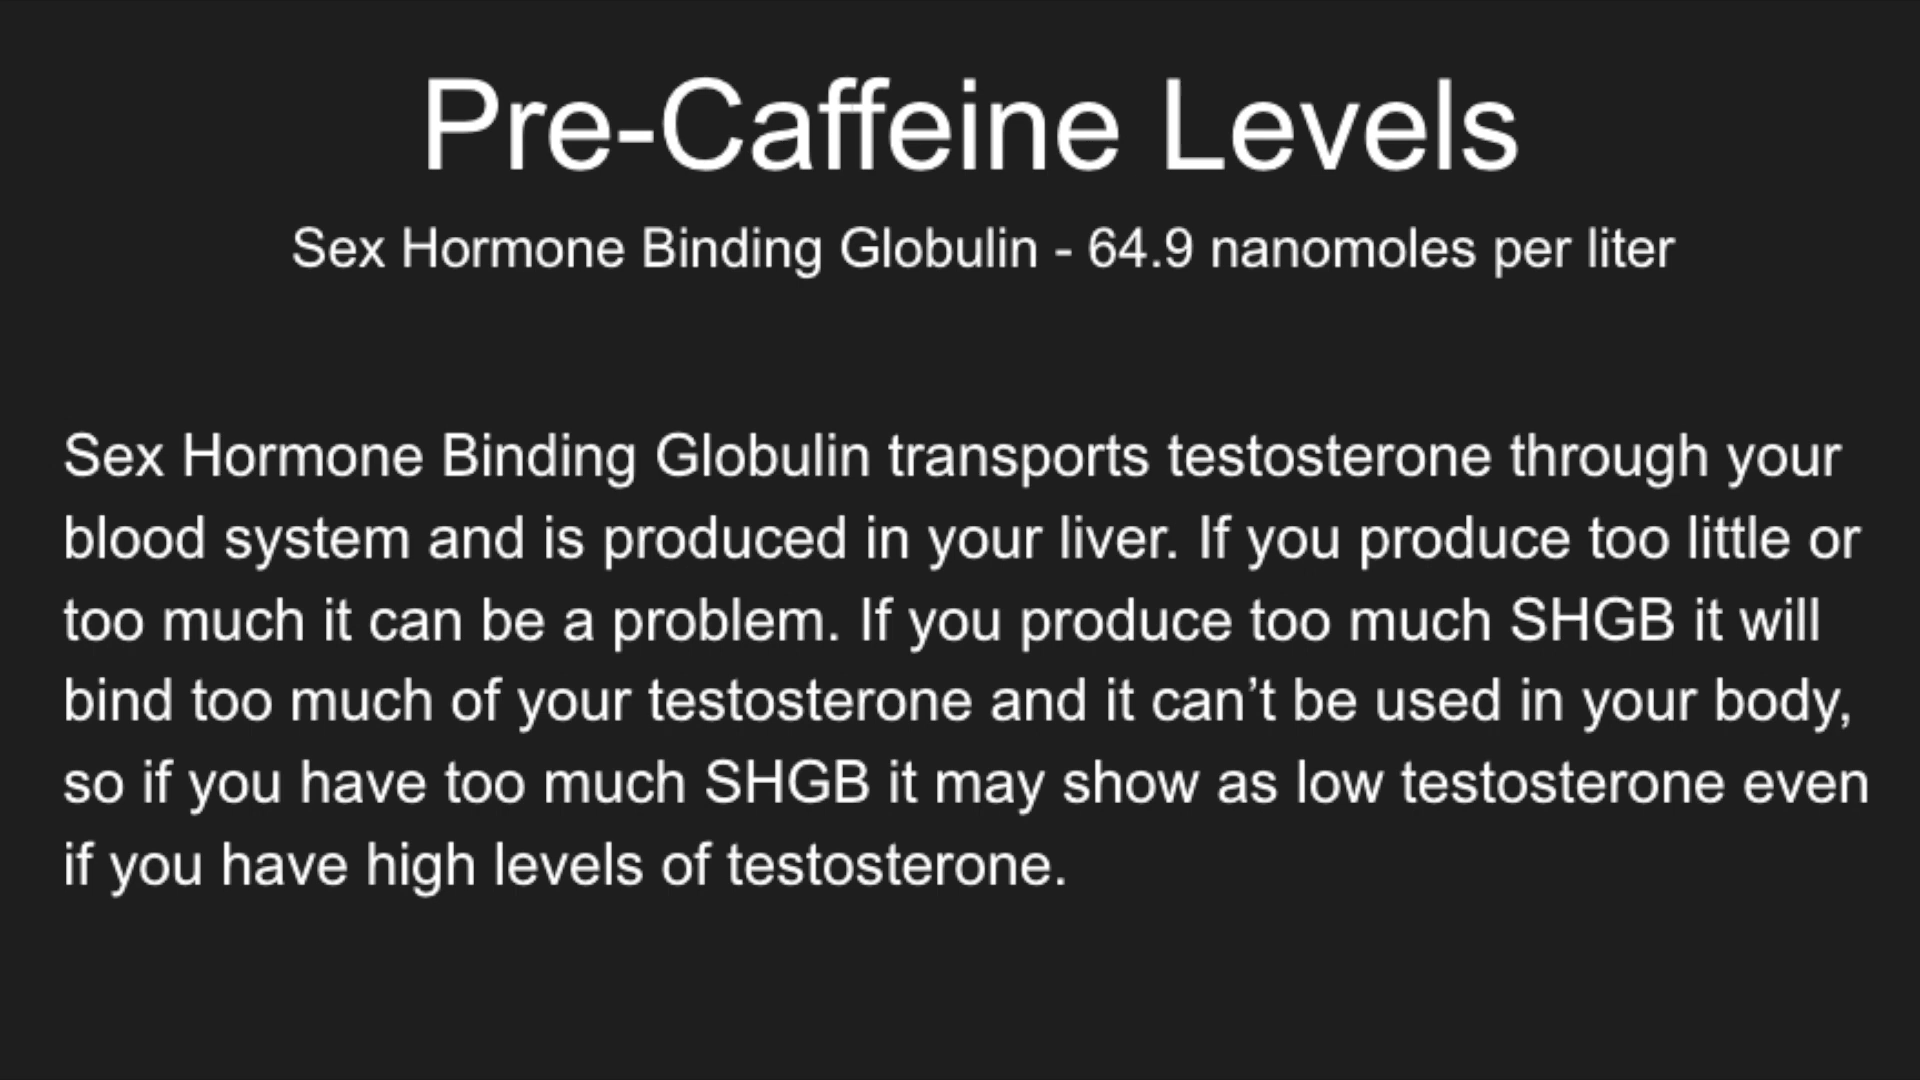 Pre-Caffeine Levels
Sex Hormone Binding Globulin - 64.9 nanomoles per liter
Sex Hormone Binding Globulin transports testosterone through your
blood system and is produced in your liver. If you produce too little or
too much it can be a problem. If you produce too much SHGB it will
bind too much of your testosterone and it can’t be used in your body,
so if you have too much SHGB it may show as low testosterone even
if you have high levels of testosterone.